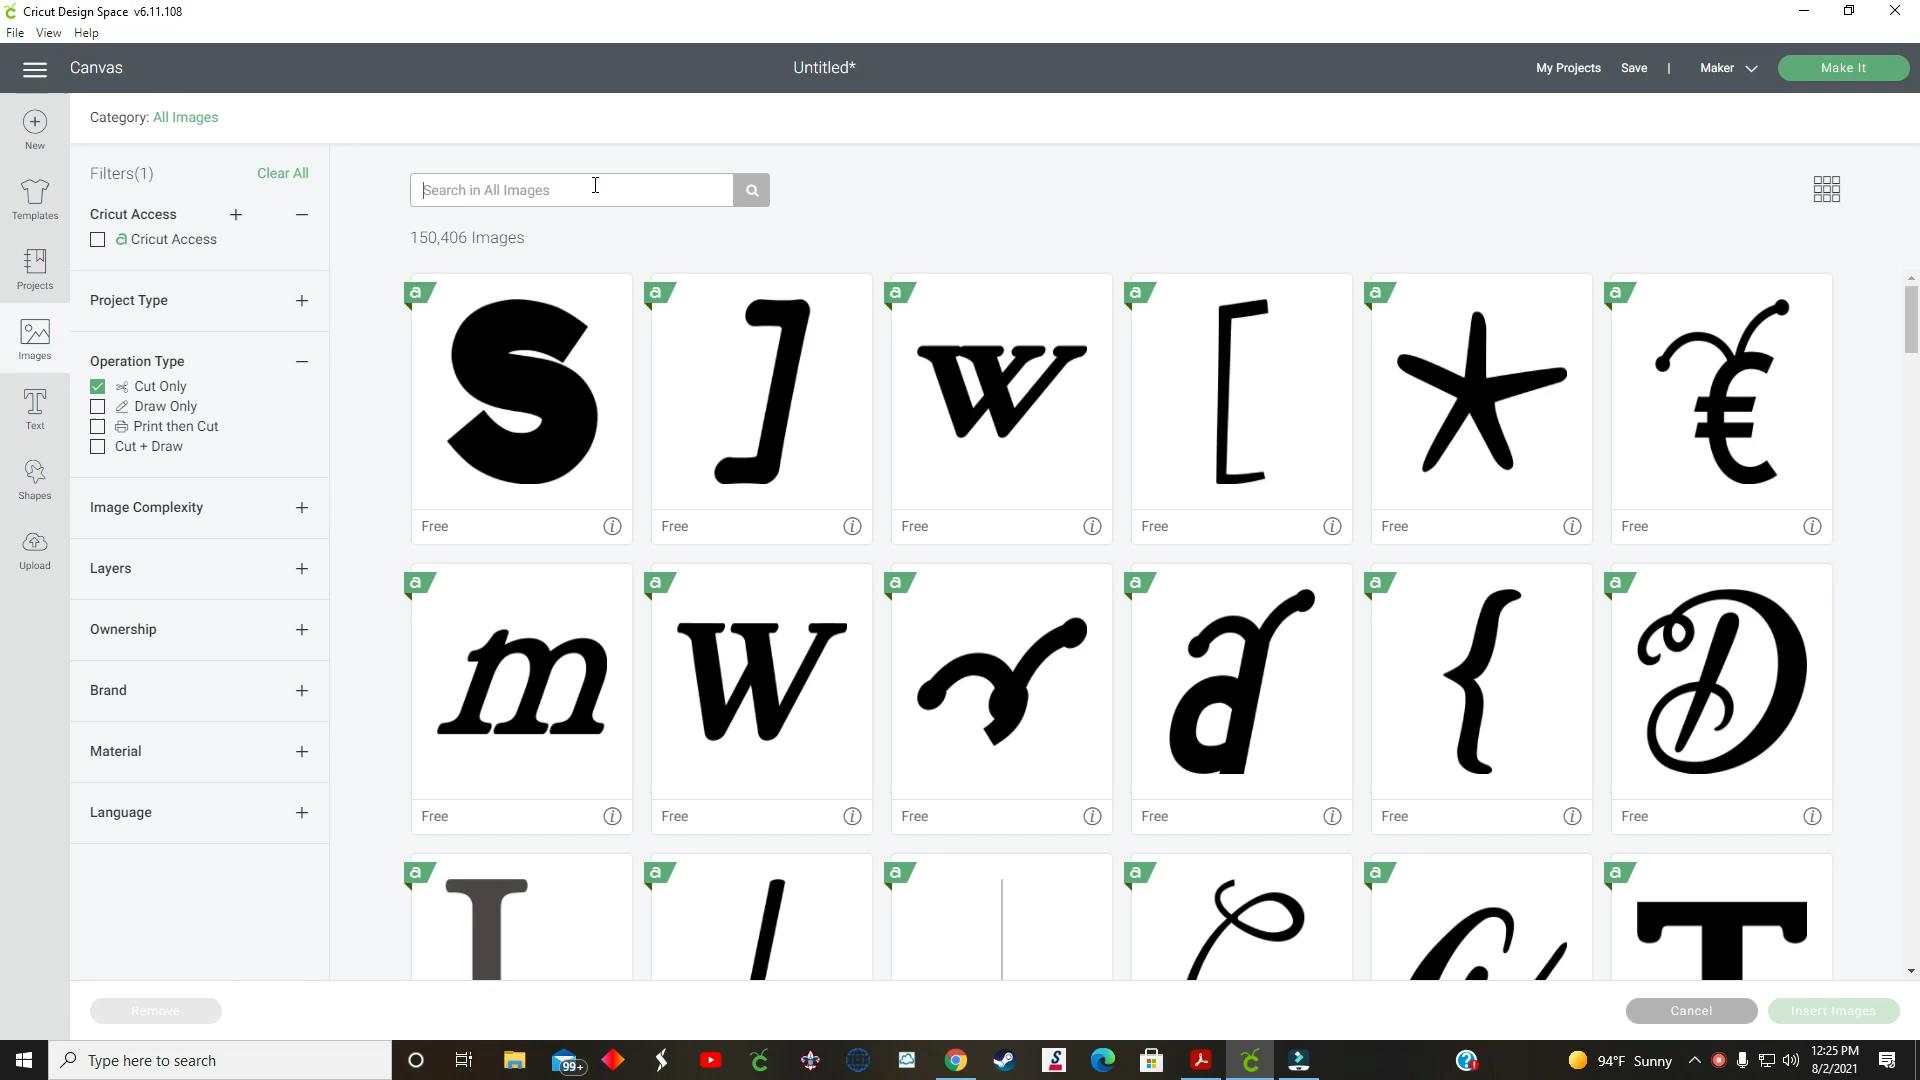 Cricut Design Space v6.11.108
File View Help
Canvas
Untitled*
My Projects Save | Maker Make It
New
Templates
Projects
Images
Text
Shapes
Upload
Category: All Images
Filters(1) Clear All
Cricut Access
a Cricut Access
Project Type
Operation Type
Cut Only
Draw Only
Print then Cut
Cut + Draw
Image Complexity
Layers
Ownership
Brand
Material
Language
Search in All Images
150,406 Images
a a a a a a
S ] w [ * €
Free Free Free Free Free Free
a a a a a a
m w a { D
Free Free Free Free Free Free
a a a a a a
T
Remove
Cancel Insert Images
Type here to search
99+
94°F Sunny
12:25 PM
8/2/2021